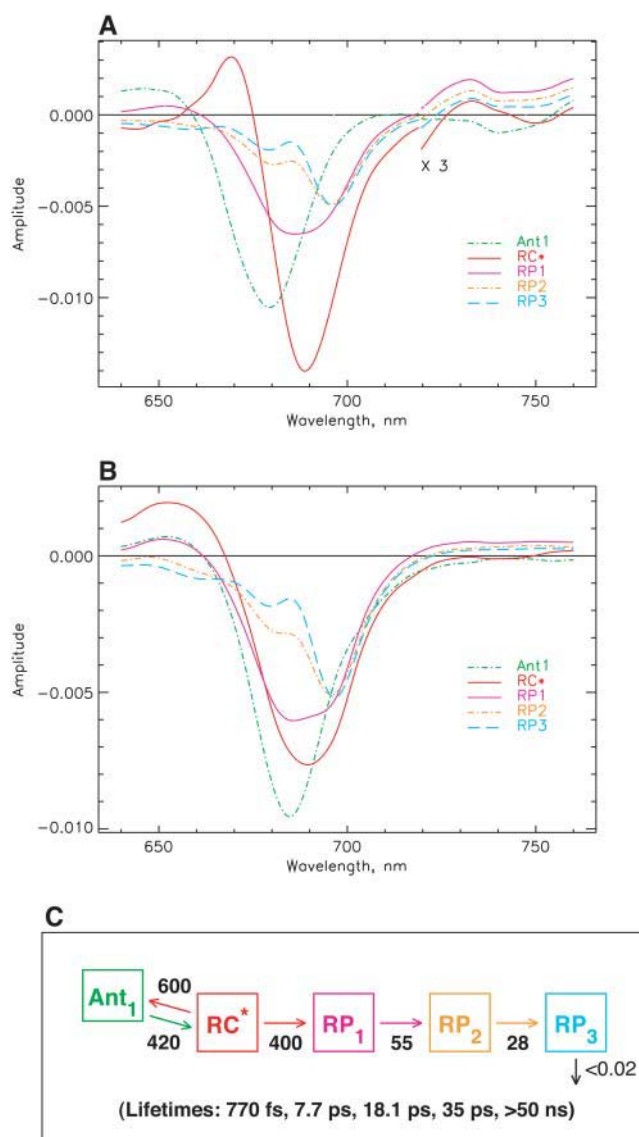 A
0.000
-0.005
-0.010
Amplitude
X 3
Ant1
RC*
RP1
RP2
RP3
650
700
750
Wavelength, nm
B
0.000
-0.005
-0.010
Amplitude
Ant1
RC*
RP1
RP2
RP3
650
700
750
Wavelength, nm
C
Ant1 600 420 RC* 400 RP1 55 RP2 28 RP3
<0.02
(Lifetimes: 770 fs, 7.7 ps, 18.1 ps, 35 ps, >50 ns)